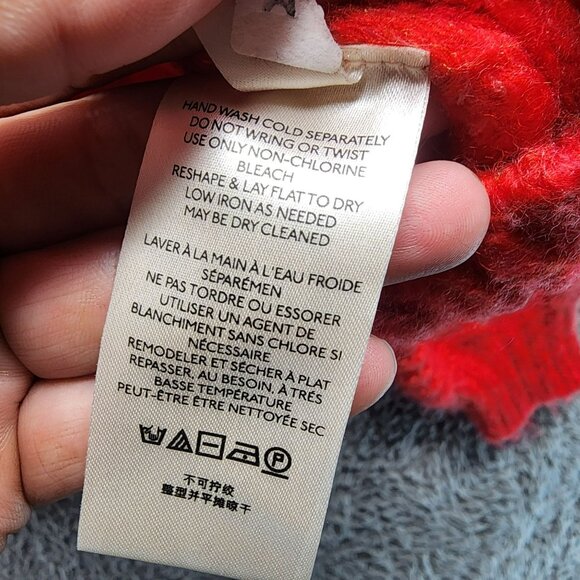 HAND WASH COLD SEPARATELY
DO NOT WRING OR TWIST
USE ONLY NON-CHLORINE
BLEACH
RESHAPE & LAY FLAT TO DRY
LOW IRON AS NEEDED
MAY BE DRY CLEANED
LAVER À LA MAIN À L'EAU FROIDE
SÉPARÉMEN
NE PAS TORDRE OU ESSORER
UTILISER UN AGENT DE
BLANCHIMENT SANS CHLORE SI
NÉCESSAIRE
REMODELER ET SÉCHER À PLAT
REPASSER, AU BESOIN, À TRÈS
BASSE TEMPÉRATURE
PEUT-ÊTRE ÊTRE NETTOYÉE SEC
P
不可拧绞
整型并平摊晾干